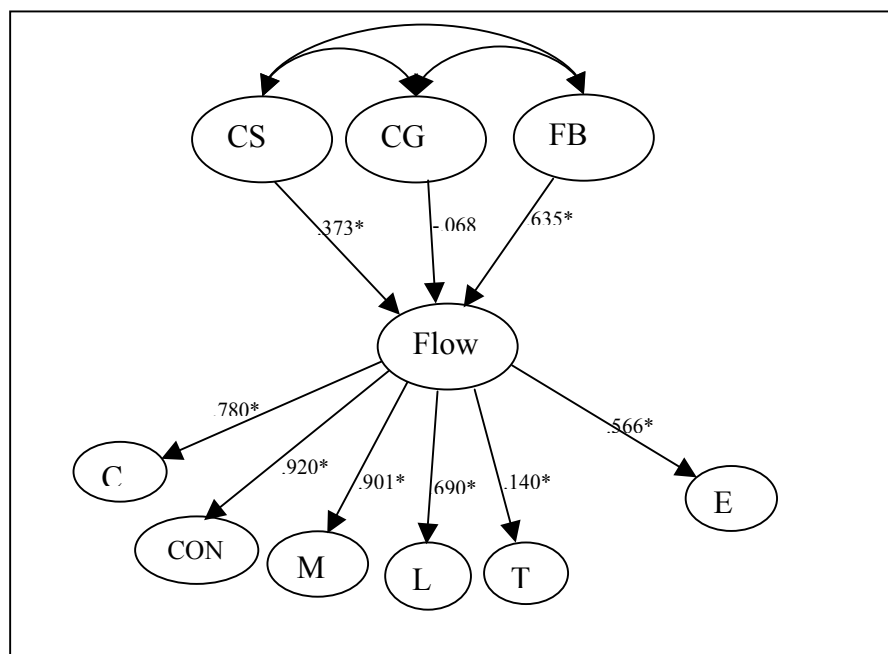 CS
CG
FB
.373*
-.068
.635*
Flow
.780*
.920*
.901*
.690*
.140*
.566*
C
CON
M
L
T
E